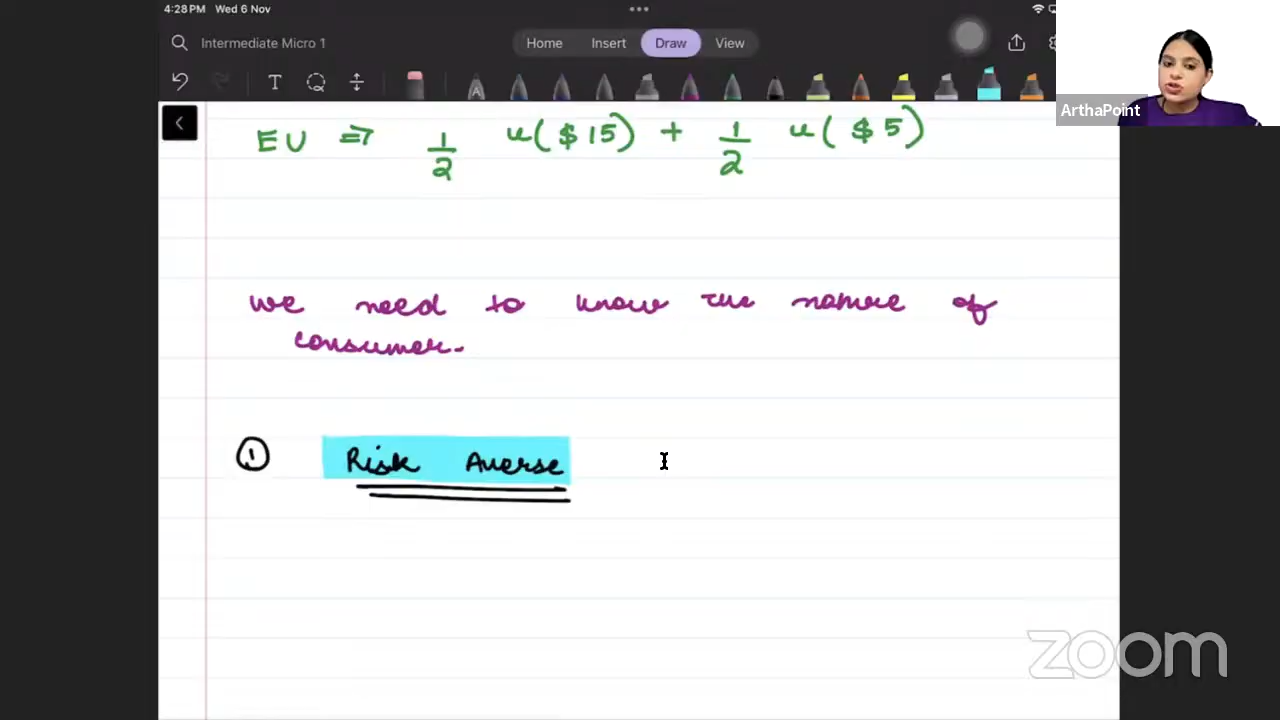 4:28 PM Wed 6 Nov
Intermediate Micro 1
Home Insert Draw View
T
A
ArthaPoint
EU ⇒ 1/2 u($15) + 1/2 u($5)
we need to know the nature of
consumer.
① Risk Averse
zoom